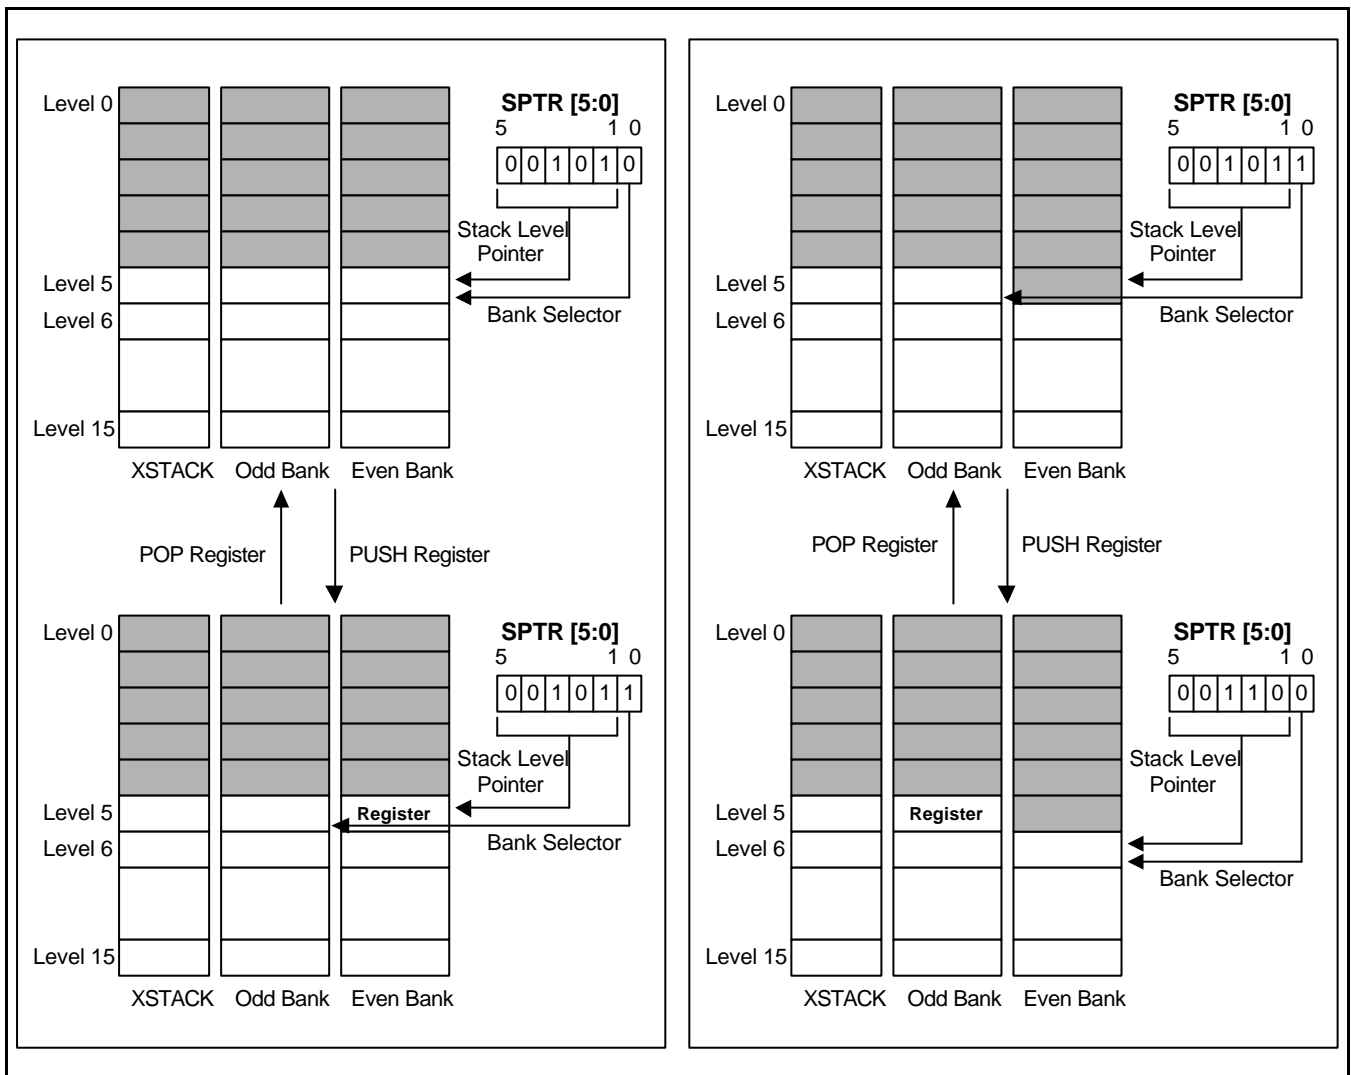 Level 0
SPTR [5:0]
5 1 0
0 0 1 0 1 0
Stack Level
Pointer
Level 5
Level 6
Bank Selector
Level 15
XSTACK Odd Bank Even Bank
POP Register PUSH Register
Level 0
SPTR [5:0]
5 1 0
0 0 1 0 1 1
Stack Level
Pointer
Level 5
Register
Level 6
Bank Selector
Level 15
XSTACK Odd Bank Even Bank
Level 0
SPTR [5:0]
5 1 0
0 0 1 0 1 1
Stack Level
Pointer
Level 5
Level 6
Bank Selector
Level 15
XSTACK Odd Bank Even Bank
POP Register PUSH Register
Level 0
SPTR [5:0]
5 1 0
0 0 1 1 0 0
Stack Level
Pointer
Level 5
Register
Level 6
Bank Selector
Level 15
XSTACK Odd Bank Even Bank